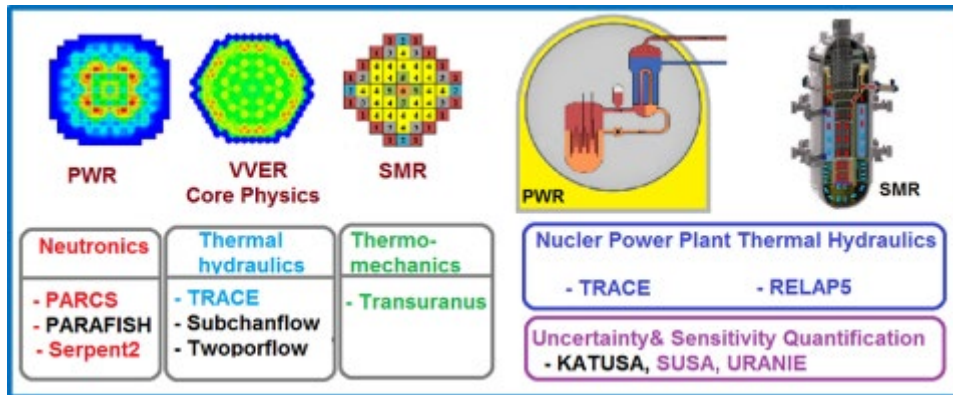 PWR
VVER
Core Physics
SMR
PWR
SMR
Neutronics
- PARCS
- PARAFISH
- Serpent2
Thermal
hydraulics
- TRACE
- Subchanflow
- Twoporflow
Thermo-
mechanics
- Transuranus
Nucler Power Plant Thermal Hydraulics
- TRACE - RELAP5
Uncertainty& Sensitivity Quantification
- KATUSA, SUSA, URANIE